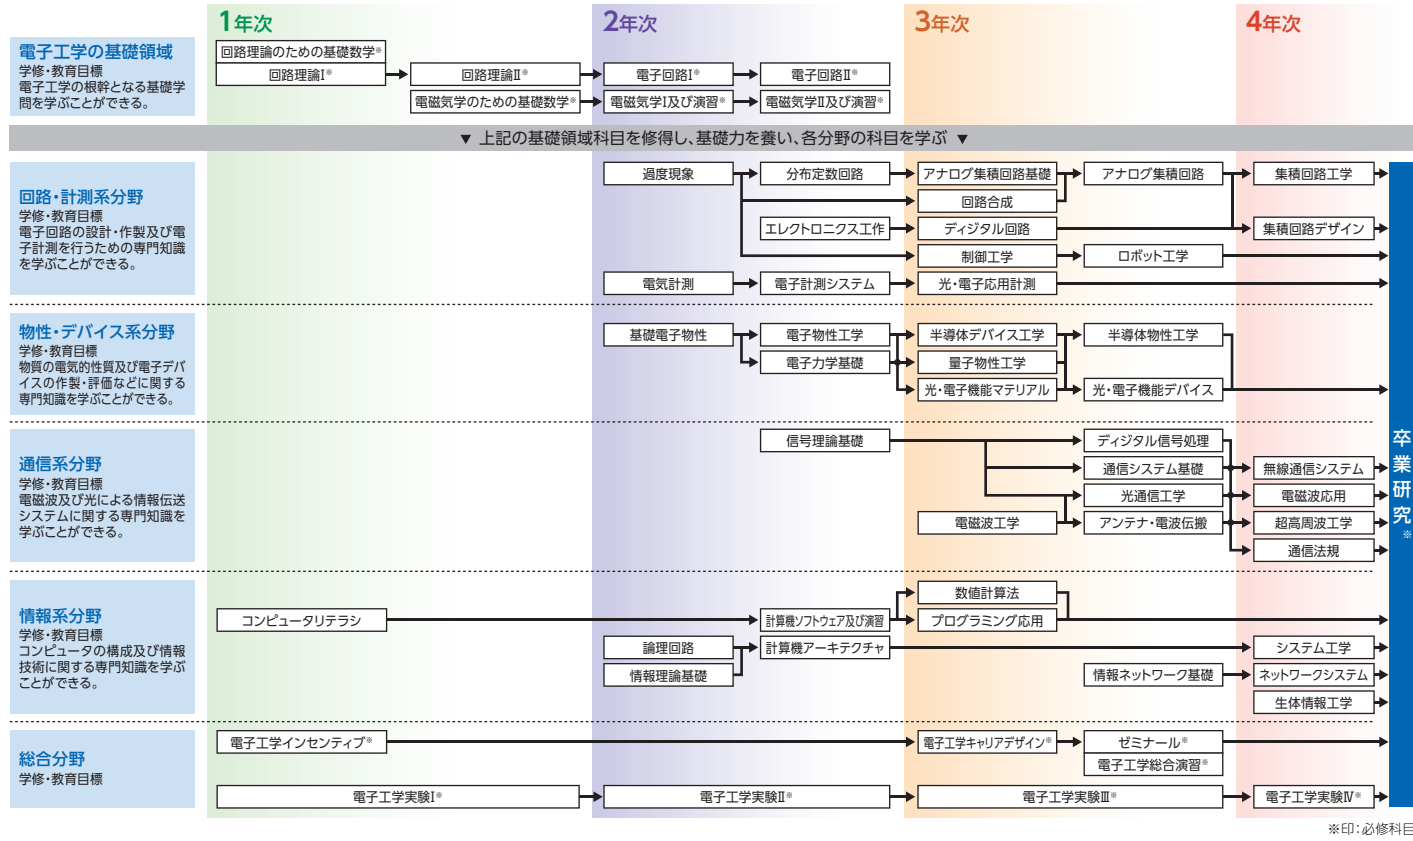 1年次
2年次
3年次
4年次
電子工学の基礎領域
学修・教育目標
電子工学の根幹となる基礎学
問を学ぶことができる。
回路理論のための基礎数学※
回路理論Ⅰ※
回路理論Ⅱ※
電子回路Ⅰ※
電子回路Ⅱ※
電磁気学のための基礎数学※
電磁気学Ⅰ及び演習※
電磁気学Ⅱ及び演習※
▼ 上記の基礎領域科目を修得し、基礎力を養い、各分野の科目を学ぶ ▼
回路・計測系分野
学修・教育目標
電子回路の設計・作製及び電
子計測を行うための専門知識
を学ぶことができる。
過度現象
分布定数回路
アナログ集積回路基礎
アナログ集積回路
集積回路工学
回路合成
エレクトロニクス工作
ディジタル回路
集積回路デザイン
制御工学
ロボット工学
電気計測
電子計測システム
光・電子応用計測
物性・デバイス系分野
学修・教育目標
物質の電気的性質及び電子デバ
イスの作製・評価などに関する
専門知識を学ぶことができる。
基礎電子物性
電子物性工学
半導体デバイス工学
半導体物性工学
電子力学基礎
量子物性工学
光・電子機能マテリアル
光・電子機能デバイス
通信系分野
学修・教育目標
電磁波及び光による情報伝送
システムに関する専門知識を
学ぶことができる。
信号理論基礎
ディジタル信号処理
通信システム基礎
無線通信システム
光通信工学
電磁波応用
電磁波工学
アンテナ・電波伝搬
超高周波工学
通信法規
情報系分野
学修・教育目標
コンピュータの構成及び情報
技術に関する専門知識を学ぶ
ことができる。
数値計算法
コンピュータリテラシ
計算機ソフトウェア及び演習
プログラミング応用
論理回路
計算機アーキテクチャ
システム工学
情報理論基礎
情報ネットワーク基礎
ネットワークシステム
生体情報工学
総合分野
学修・教育目標
電子工学インセンティブ※
電子工学キャリアデザイン※
ゼミナール※
電子工学総合演習※
電子工学実験Ⅰ※
電子工学実験Ⅱ※
電子工学実験Ⅲ※
電子工学実験Ⅳ※
卒業研究※
※印：必修科目